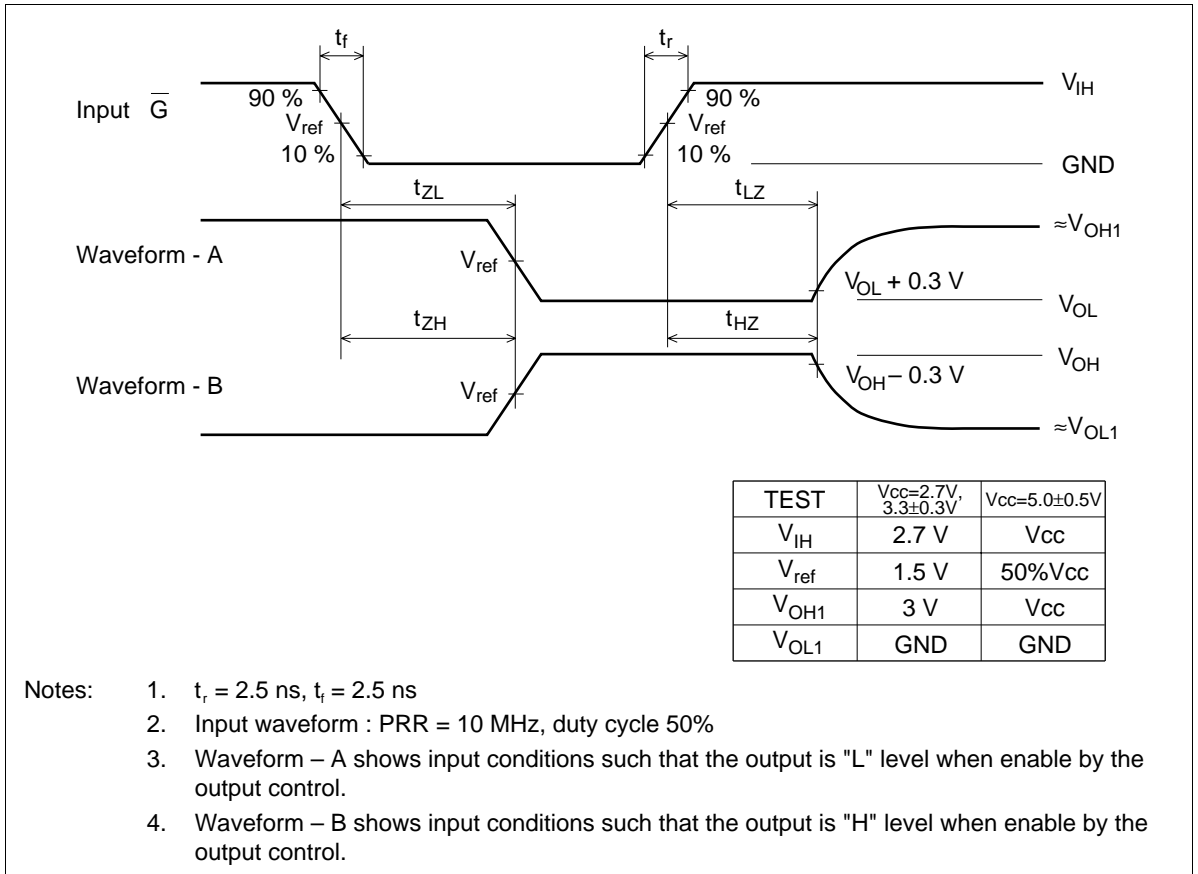 tf tr
Input G̅ 90 % 90 % VIH
Vref Vref
10 % 10 % GND
tZL tLZ
≈VOH1
Waveform - A Vref
VOL + 0.3 V
VOL
tZH tHZ
VOH
Waveform - B Vref VOH – 0.3 V
≈VOL1
TEST Vcc=2.7V, 3.3±0.3V Vcc=5.0±0.5V
VIH 2.7 V Vcc
Vref 1.5 V 50%Vcc
VOH1 3 V Vcc
VOL1 GND GND
Notes: 1. tr = 2.5 ns, tf = 2.5 ns
2. Input waveform : PRR = 10 MHz, duty cycle 50%
3. Waveform – A shows input conditions such that the output is "L" level when enable by the
output control.
4. Waveform – B shows input conditions such that the output is "H" level when enable by the
output control.